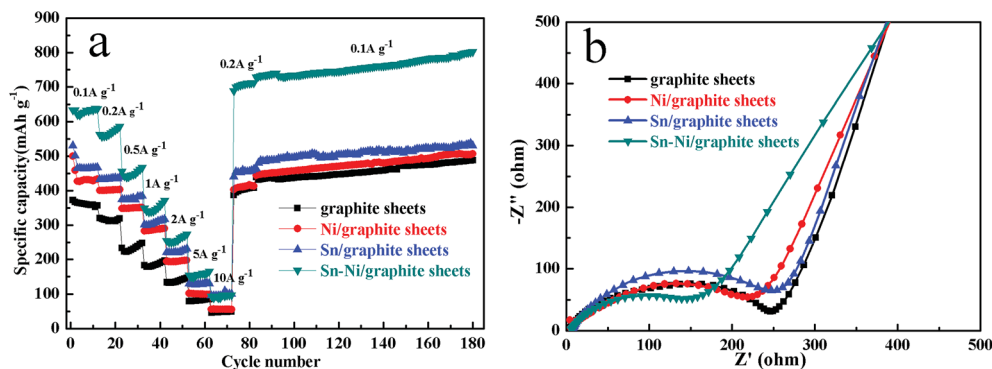 a
900
800
700
600
500
400
300
200
100
0
Specific capacity(mAh g-1)
0.1A g-1
0.2A g-1
0.5A g-1
1A g-1
2A g-1
5A g-1
10A g-1
0.2A g-1
0.1A g-1
graphite sheets
Ni/graphite sheets
Sn/graphite sheets
Sn-Ni/graphite sheets
0 20 40 60 80 100 120 140 160 180
Cycle number
b
500
400
300
200
100
0
-Z'' (ohm)
graphite sheets
Ni/graphite sheets
Sn/graphite sheets
Sn-Ni/graphite sheets
0 100 200 300 400 500
Z' (ohm)